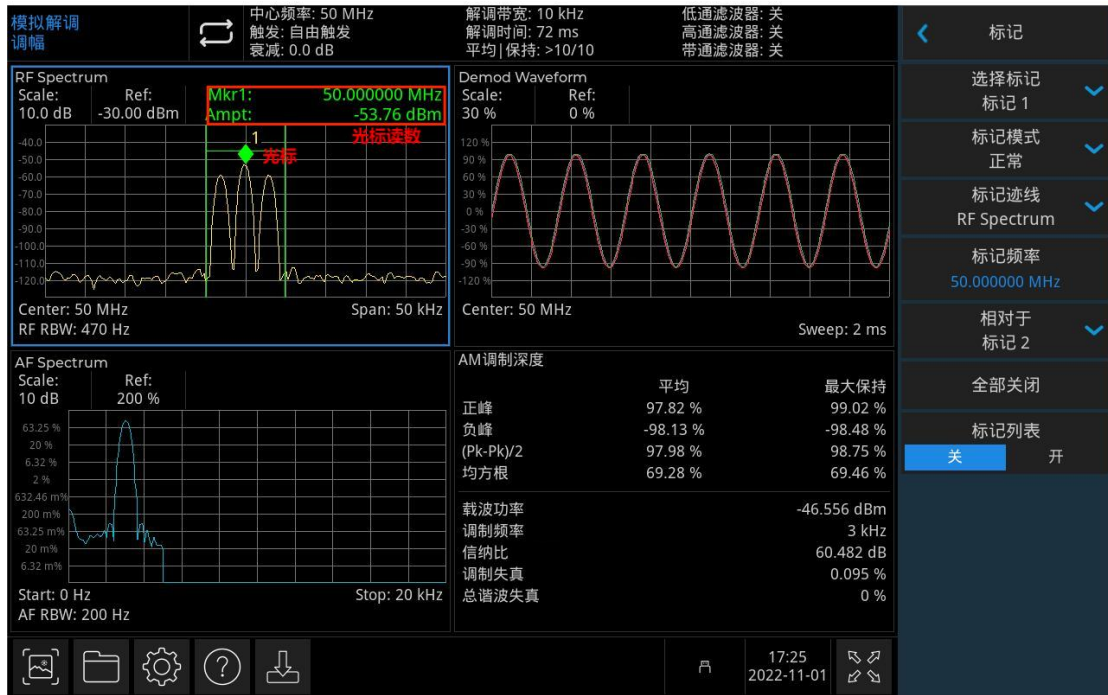 模拟解调
调幅
中心频率: 50 MHz
触发: 自由触发
衰减: 0.0 dB
解调带宽: 10 kHz
解调时间: 72 ms
平均|保持: >10/10
低通滤波器: 关
高通滤波器: 关
带通滤波器: 关
RF Spectrum
Scale: Ref:
10.0 dB -30.00 dBm
Mkr1: 50.000000 MHz
Ampt: -53.76 dBm
光标读数
1
光标
-40.0
-50.0
-60.0
-70.0
-80.0
-90.0
-100.0
-110.0
-120.0
Center: 50 MHz Span: 50 kHz
RF RBW: 470 Hz
Demod Waveform
Scale: Ref:
30 % 0 %
120 %
90 %
60 %
30 %
0 %
-30 %
-60 %
-90 %
-120 %
Center: 50 MHz
Sweep: 2 ms
AF Spectrum
Scale: Ref:
10 dB 200 %
63.25 %
20 %
6.32 %
2 %
632.46 m%
200 m%
63.25 m%
20 m%
6.32 m%
Start: 0 Hz Stop: 20 kHz
AF RBW: 200 Hz
AM调制深度
平均 最大保持
正峰 97.82 % 99.02 %
负峰 -98.13 % -98.48 %
(Pk-Pk)/2 97.98 % 98.75 %
均方根 69.28 % 69.46 %
载波功率 -46.556 dBm
调制频率 3 kHz
信纳比 60.482 dB
调制失真 0.095 %
总谐波失真 0 %
标记
选择标记
标记 1
标记模式
正常
标记迹线
RF Spectrum
标记频率
50.000000 MHz
相对于
标记 2
全部关闭
标记列表
关 开
17:25
2022-11-01